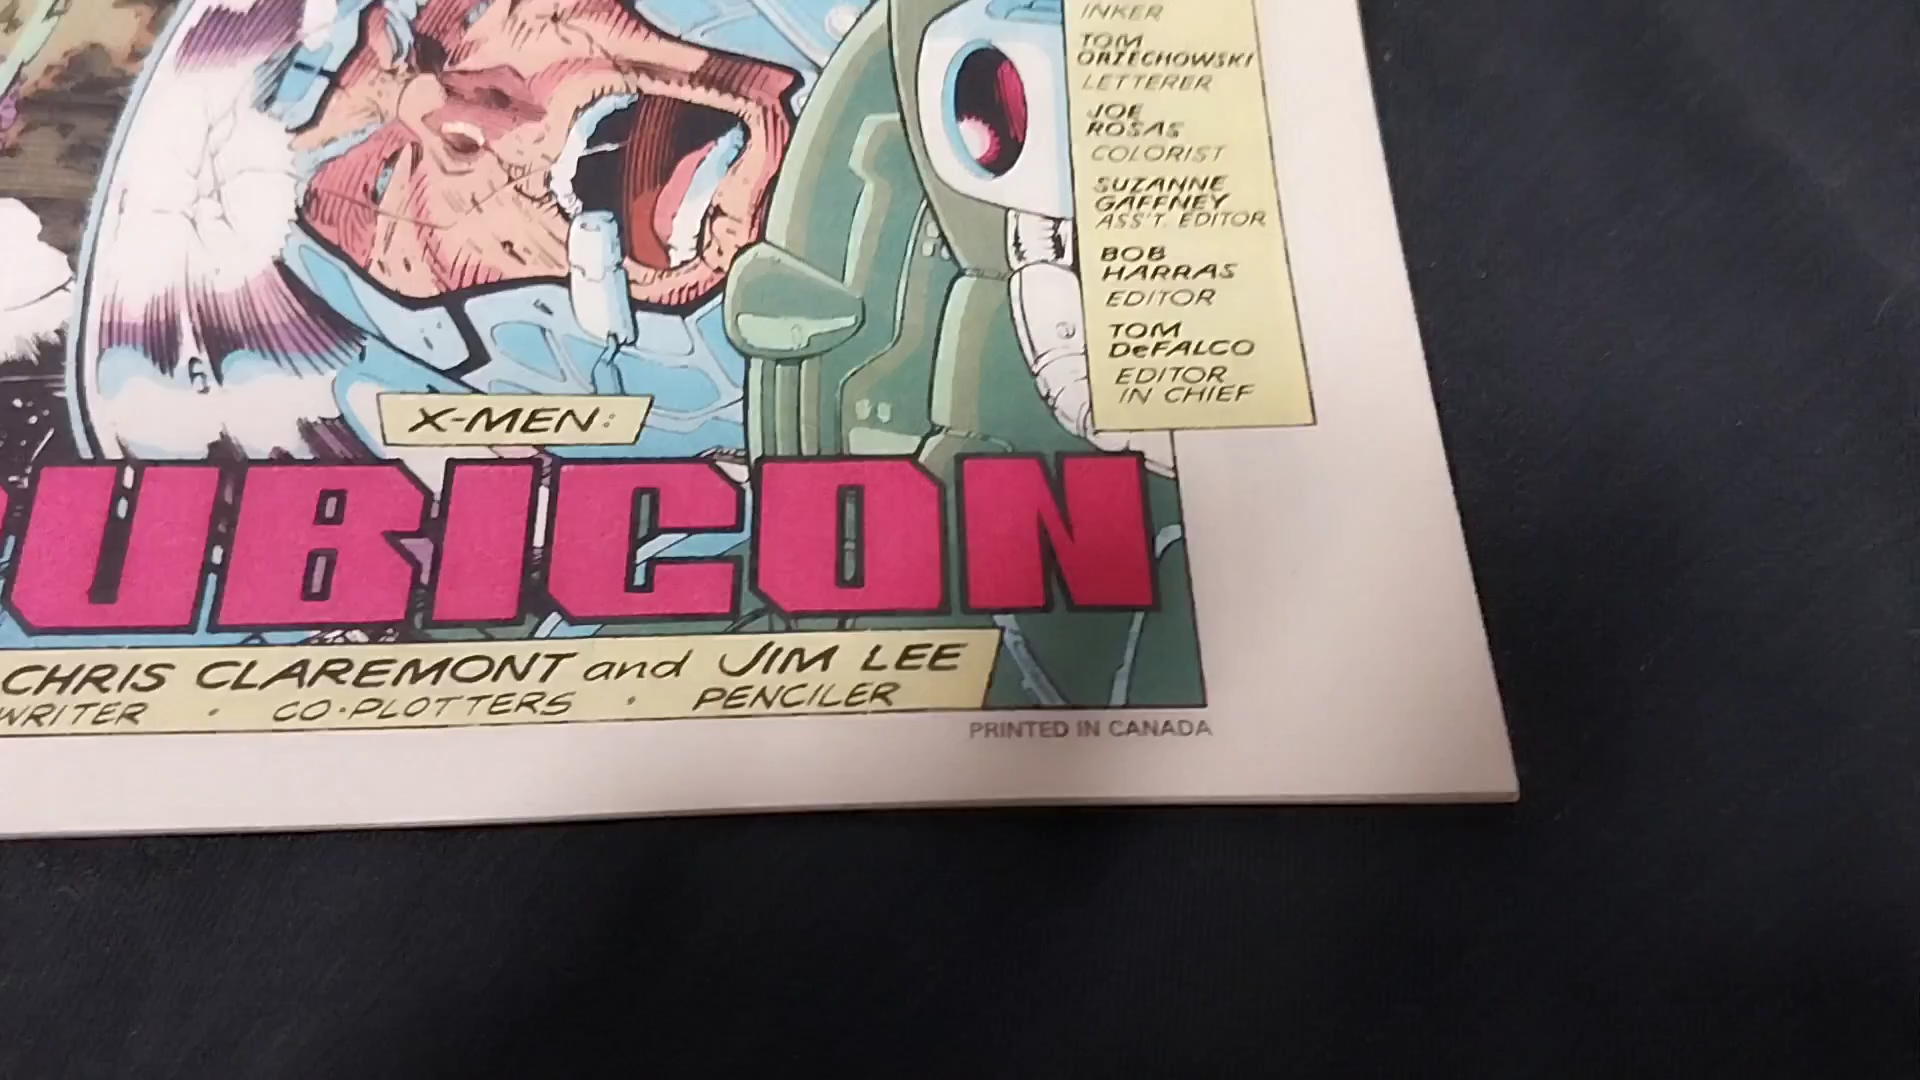 INKER
TOM
ORZECHOWSKI
LETTERER
JOE
ROSAS
COLORIST
SUZANNE
GAFFNEY
ASS'T. EDITOR
BOB
HARRAS
EDITOR
TOM
DeFALCO
EDITOR
IN CHIEF
X-MEN:
RUBICON
CHRIS CLAREMONT and JIM LEE
WRITER • CO-PLOTTERS • PENCILER
PRINTED IN CANADA